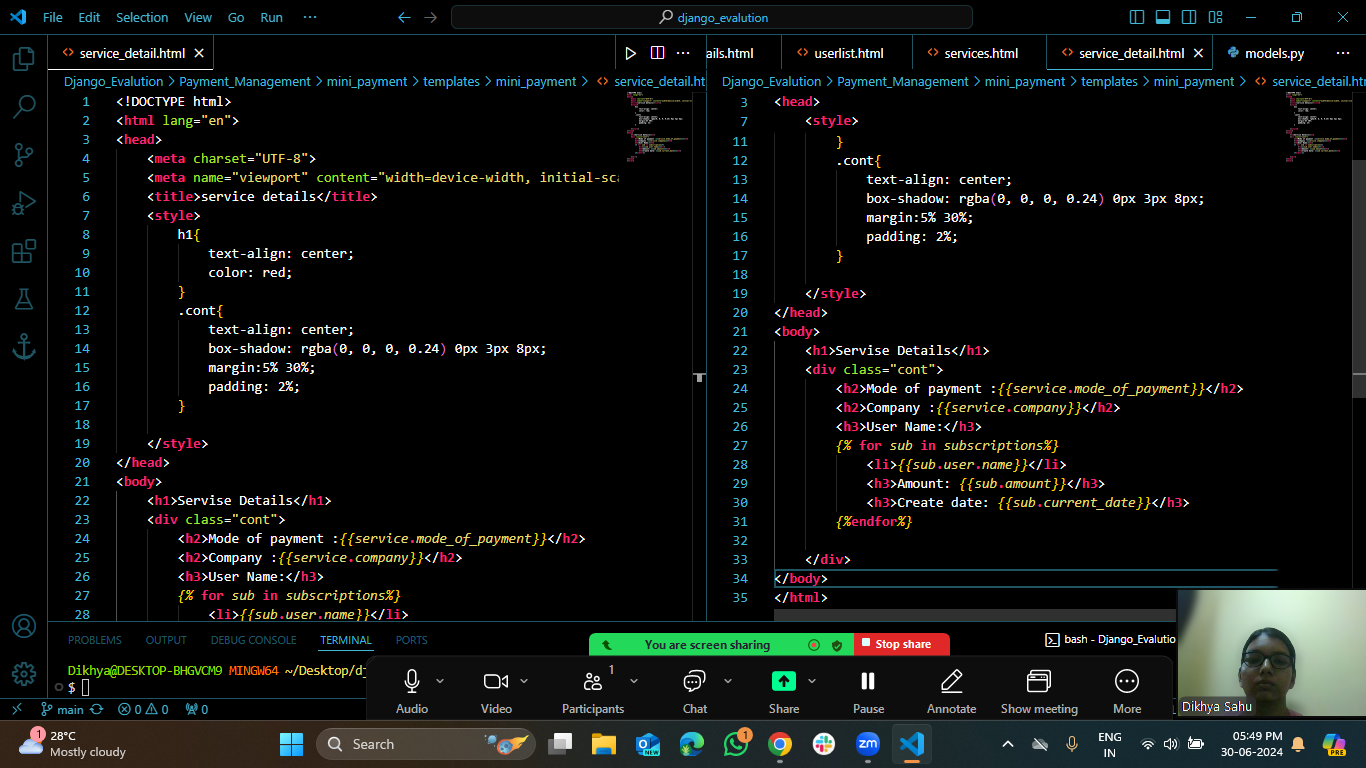 File Edit Selection View Go Run ··· django_evalution
service_detail.html
ails.html userlist.html services.html service_detail.html models.py
Django_Evalution > Payment_Management > mini_payment > templates > mini_payment > service_detail.ht
1 <!DOCTYPE html>
2 <html lang="en">
3 <head>
4 <meta charset="UTF-8">
5 <meta name="viewport" content="width=device-width, initial-sca
6 <title>service details</title>
7 <style>
8 h1{
9 text-align: center;
10 color: red;
11 }
12 .cont{
13 text-align: center;
14 box-shadow: rgba(0, 0, 0, 0.24) 0px 3px 8px;
15 margin:5% 30%;
16 padding: 2%;
17 }
18
19 </style>
20 </head>
21 <body>
22 <h1>Servise Details</h1>
23 <div class="cont">
24 <h2>Mode of payment :{{service.mode_of_payment}}</h2>
25 <h2>Company :{{service.company}}</h2>
26 <h3>User Name:</h3>
27 {% for sub in subscriptions%}
28 <li>{{sub.user.name}}</li>
Django_Evalution > Payment_Management > mini_payment > templates > mini_payment > service_detail.ht
3 <head>
7 <style>
11 }
12 .cont{
13 text-align: center;
14 box-shadow: rgba(0, 0, 0, 0.24) 0px 3px 8px;
15 margin:5% 30%;
16 padding: 2%;
17 }
18
19 </style>
20 </head>
21 <body>
22 <h1>Servise Details</h1>
23 <div class="cont">
24 <h2>Mode of payment :{{service.mode_of_payment}}</h2>
25 <h2>Company :{{service.company}}</h2>
26 <h3>User Name:</h3>
27 {% for sub in subscriptions%}
28 <li>{{sub.user.name}}</li>
29 <h3>Amount: {{sub.amount}}</h3>
30 <h3>Create date: {{sub.current_date}}</h3>
31 {%endfor%}
32
33 </div>
34 </body>
35 </html>
PROBLEMS OUTPUT DEBUG CONSOLE TERMINAL PORTS
You are screen sharing Stop share
bash - Django_Evalutio
Dikhya@DESKTOP-BHGVCM9 MINGW64 ~/Desktop/dj
$
Audio Video Participants 1 Chat Share Pause Annotate Show meeting More
Dikhya Sahu
main 0 0 0
1 28°C
Mostly cloudy
Search
NEW
1
zm
ENG
IN
05:49 PM
30-06-2024
PRE